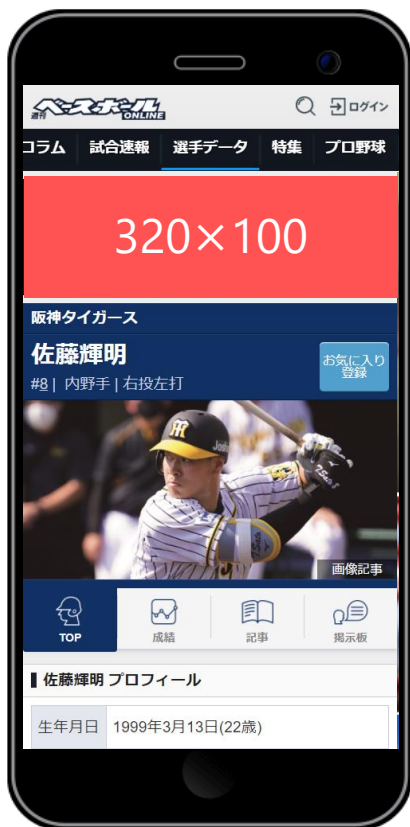 週刊ベースボール
ONLINE
ログイン
コラム 試合速報 選手データ 特集 プロ野球
320×100
阪神タイガース
佐藤輝明
#8 | 内野手 | 右投左打
お気に入り
登録
画像記事
TOP 成績 記事 掲示板
佐藤輝明 プロフィール
生年月日 1999年3月13日(22歳)